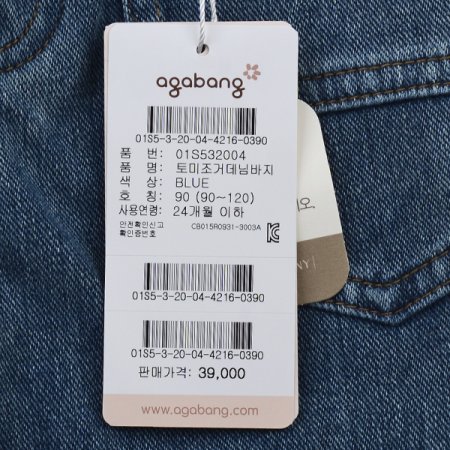 agabang
01S5-3-20-04-4216-0390
품 번: 01S532004
품 명: 토미조거데님바지
색 상: BLUE
호 칭: 90 (90~120)
사용연령: 24개월 이하
안전확인신고
확인증번호 CB015R0931-3003A
01S5-3-20-04-4216-0390
01S5-3-20-04-4216-0390
판매가격: 39,000
www.agabang.com
요
NY